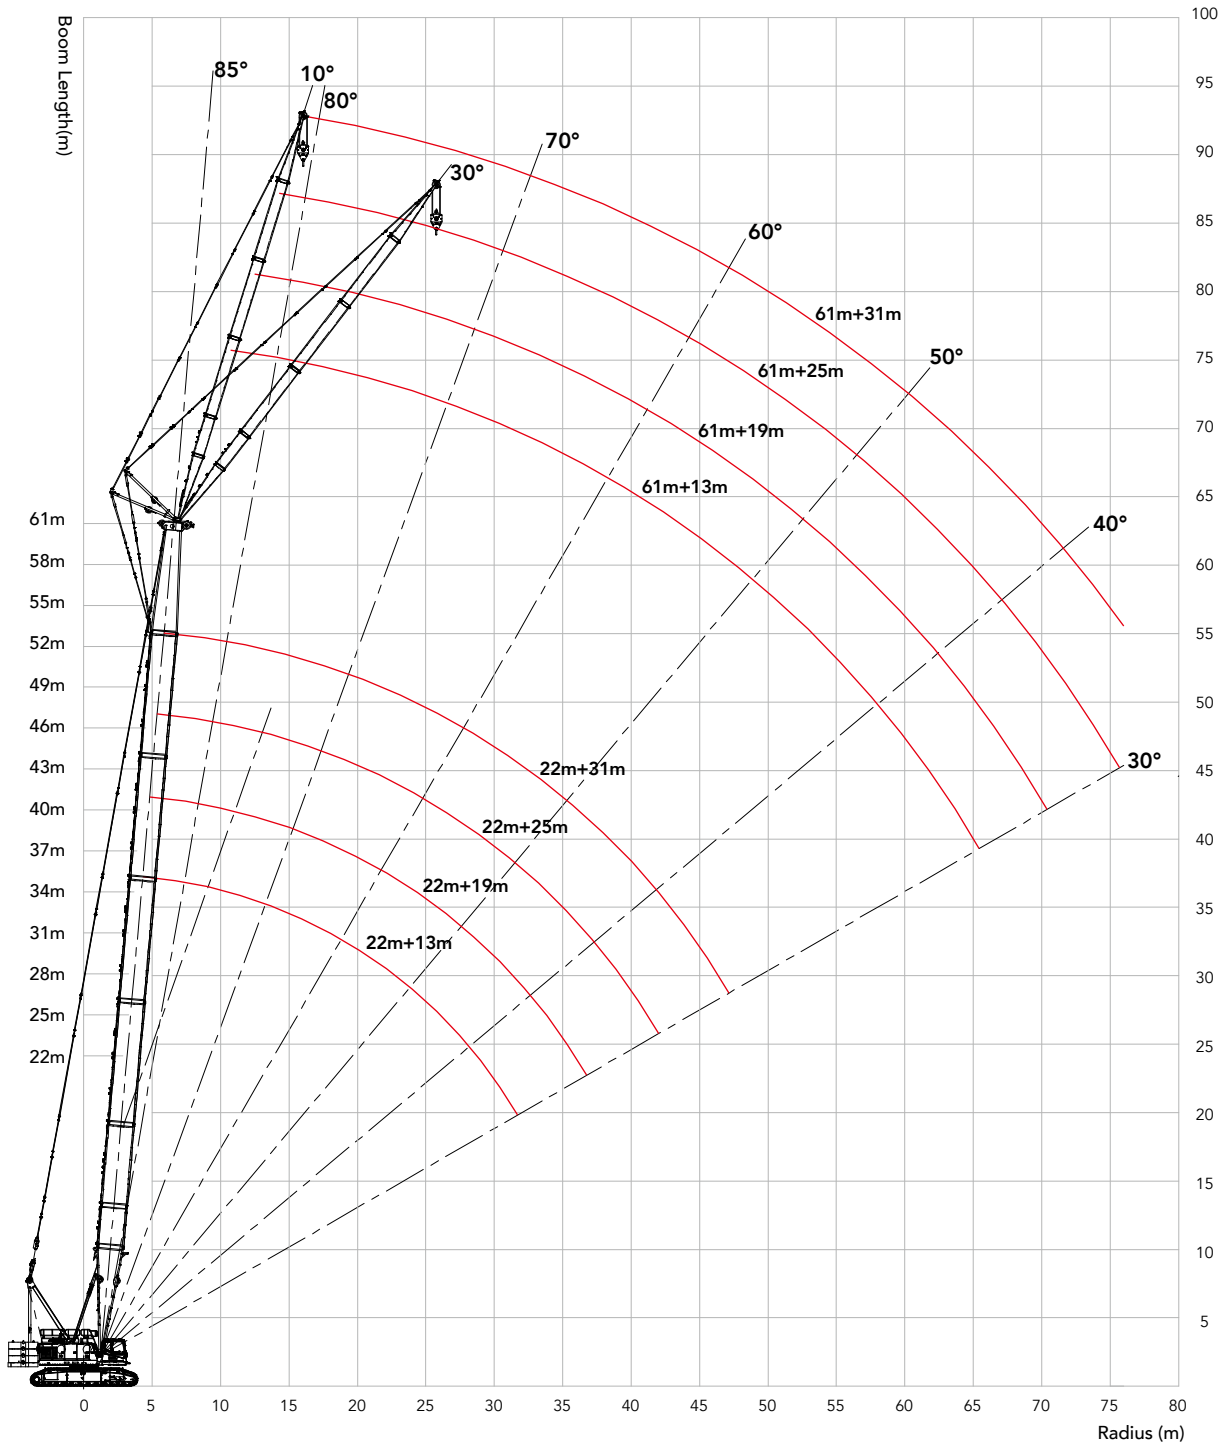 Boom Length(m)
100
95
90
85
80
75
70
65
60
55
50
45
40
35
30
25
20
15
10
5
85°
10°
80°
70°
30°
60°
50°
40°
30°
61m+31m
61m+25m
61m+19m
61m+13m
61m
58m
55m
52m
49m
46m
43m
40m
37m
34m
31m
28m
25m
22m
22m+31m
22m+25m
22m+19m
22m+13m
0 5 10 15 20 25 30 35 40 45 50 55 60 65 70 75 80
Radius (m)